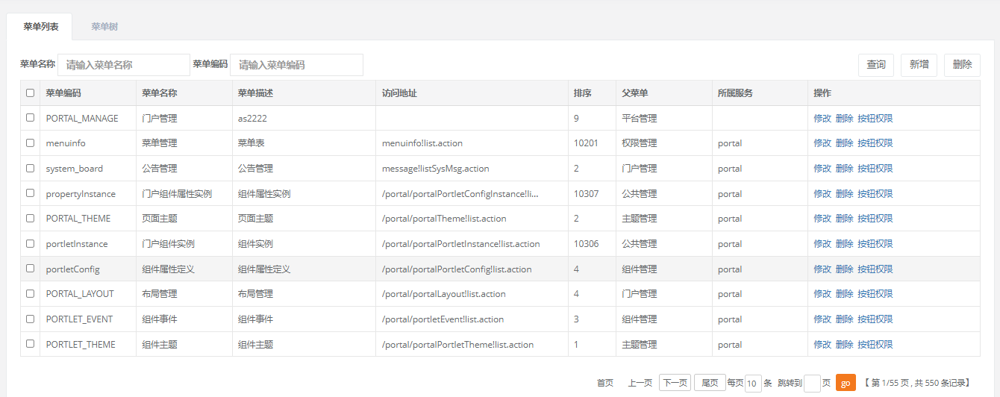 菜单列表 菜单树
菜单名称 请输入菜单名称 菜单编码 请输入菜单编码 查询 新增 删除
菜单编码 菜单名称 菜单描述 访问地址 排序 父菜单 所属服务 操作
PORTAL_MANAGE 门户管理 as2222 9 平台管理 修改 删除 按钮权限
menuinfo 菜单管理 菜单表 menuinfo!list.action 10201 权限管理 portal 修改 删除 按钮权限
system_board 公告管理 公告管理 message!listSysMsg.action 2 门户管理 portal 修改 删除 按钮权限
propertyInstance 门户组件属性实例 组件属性实例 /portal/portalPortletConfigInstance!li... 10307 公共管理 portal 修改 删除 按钮权限
PORTAL_THEME 页面主题 页面主题 /portal/portalTheme!list.action 2 主题管理 portal 修改 删除 按钮权限
portletInstance 门户组件实例 组件实例 /portal/portalPortletInstance!list.action 10306 公共管理 portal 修改 删除 按钮权限
portletConfig 组件属性定义 组件属性定义 /portal/portalPortletConfig!list.action 4 组件管理 portal 修改 删除 按钮权限
PORTAL_LAYOUT 布局管理 布局管理 /portal/portalLayout!list.action 4 门户管理 portal 修改 删除 按钮权限
PORTLET_EVENT 组件事件 组件事件 /portal/portletEvent!list.action 3 组件管理 portal 修改 删除 按钮权限
PORTLET_THEME 组件主题 组件主题 /portal/portalPortletTheme!list.action 1 主题管理 portal 修改 删除 按钮权限
首页 上一页 下一页 尾页 每页 10 条 跳转到 页 go 【 第 1/55 页 , 共 550 条记录】